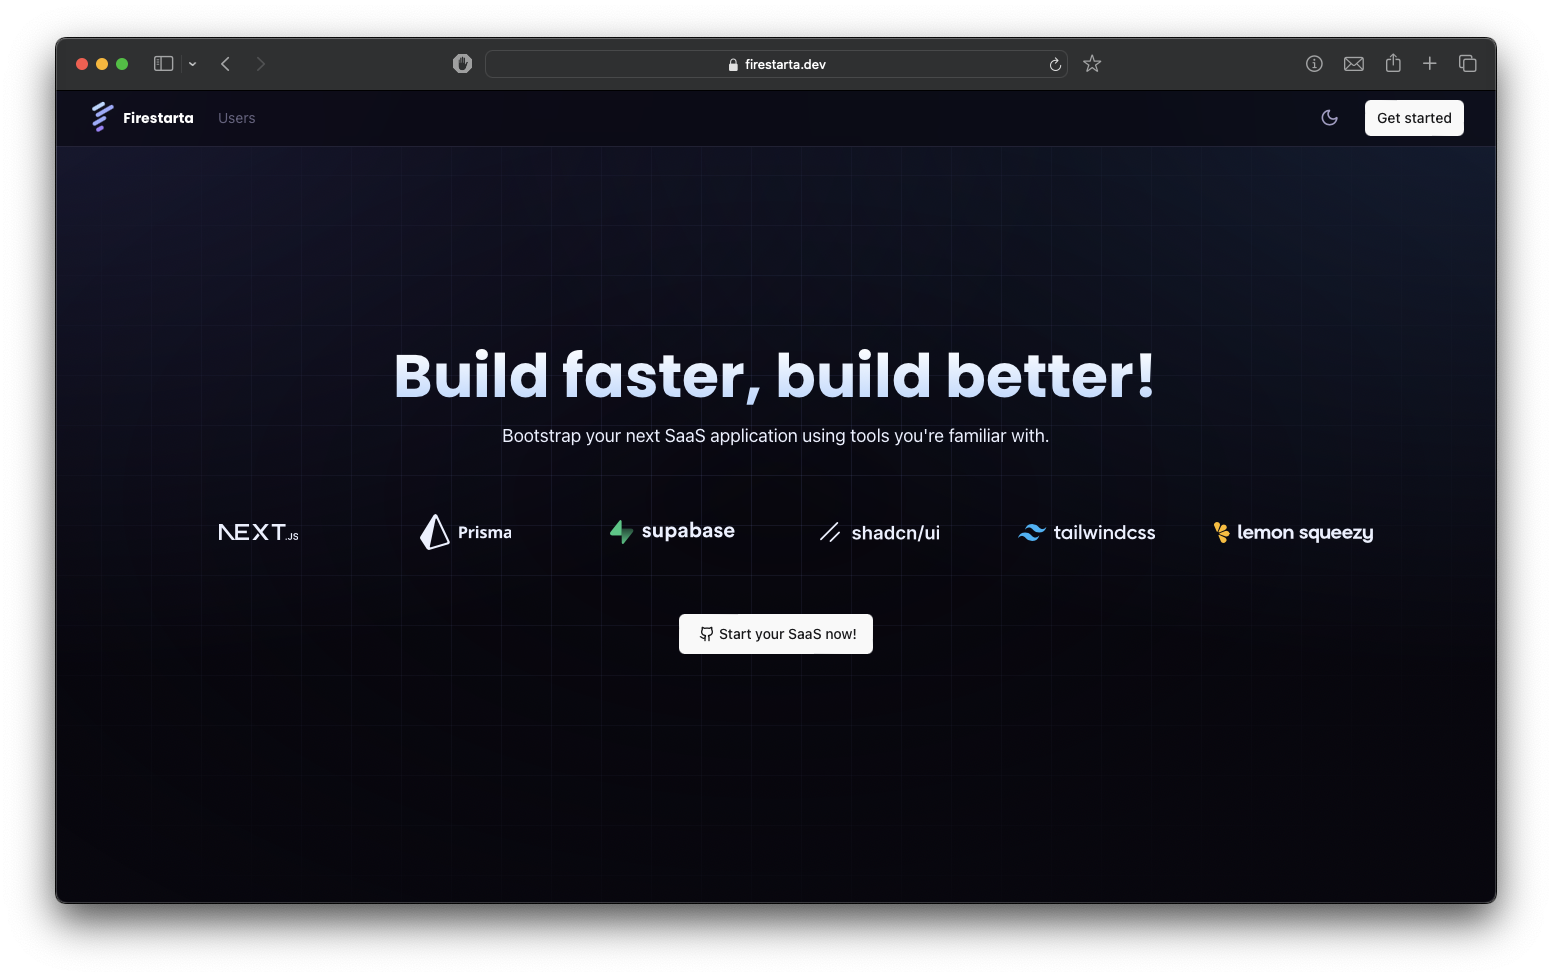 firestarta.dev
Firestarta Users Get started
Build faster, build better!
Bootstrap your next SaaS application using tools you're familiar with.
NEXT.JS Prisma supabase shadcn/ui tailwindcss lemon squeezy
Start your SaaS now!